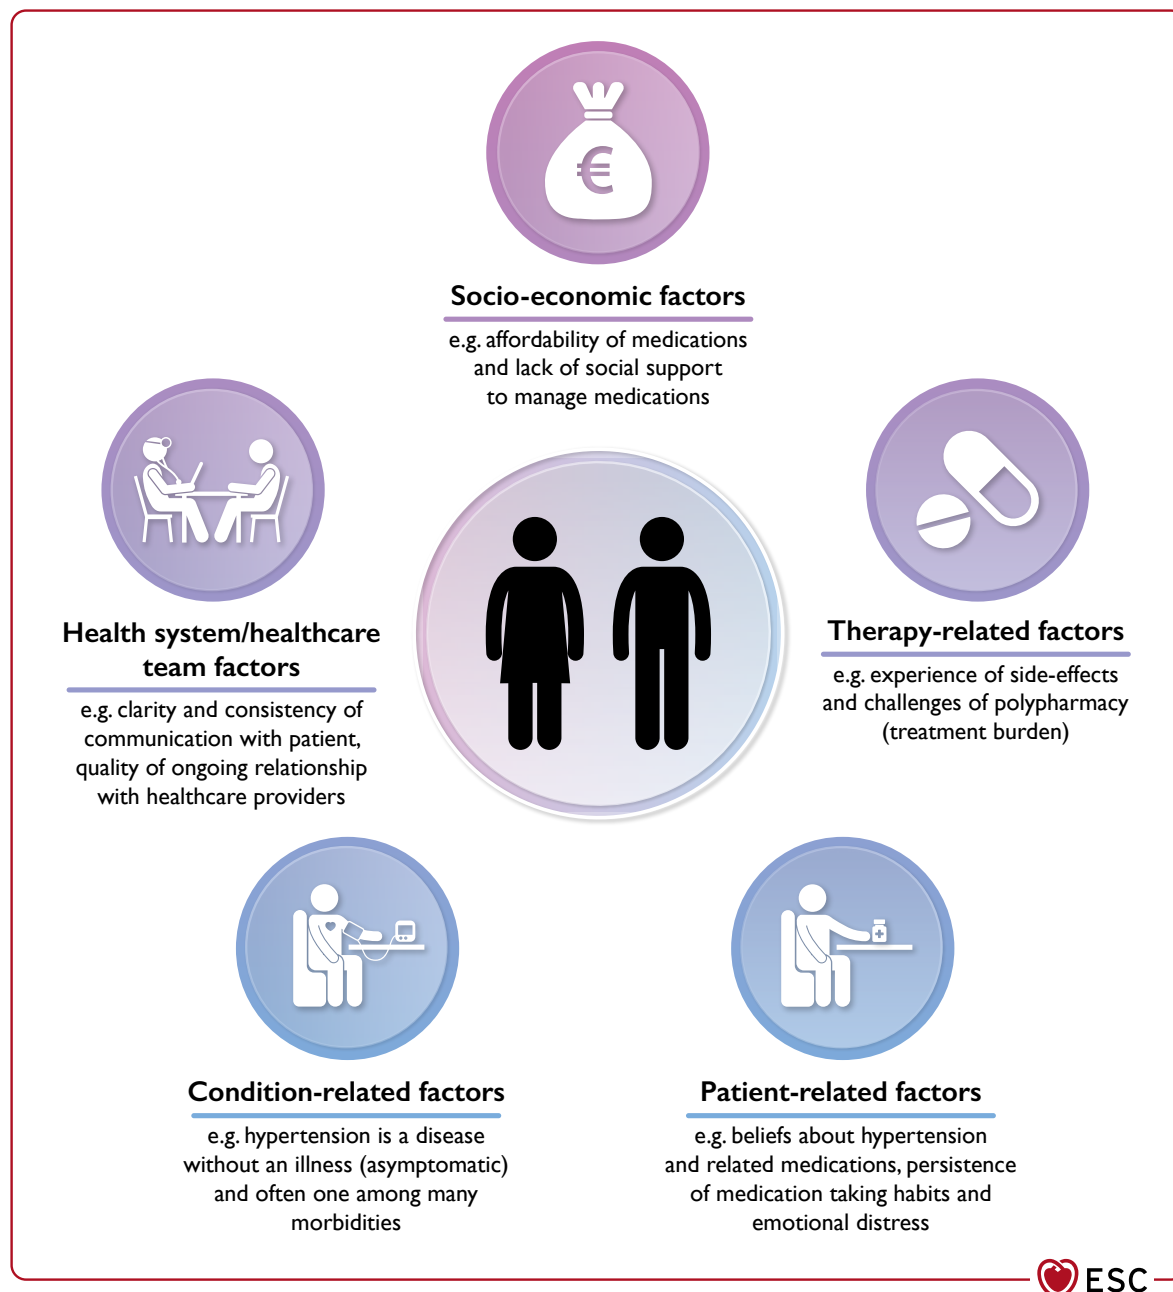 €
Socio-economic factors
e.g. affordability of medications
and lack of social support
to manage medications
Health system/healthcare
team factors
e.g. clarity and consistency of
communication with patient,
quality of ongoing relationship
with healthcare providers
Therapy-related factors
e.g. experience of side-effects
and challenges of polypharmacy
(treatment burden)
Condition-related factors
e.g. hypertension is a disease
without an illness (asymptomatic)
and often one among many
morbidities
Patient-related factors
e.g. beliefs about hypertension
and related medications, persistence
of medication taking habits and
emotional distress
ESC